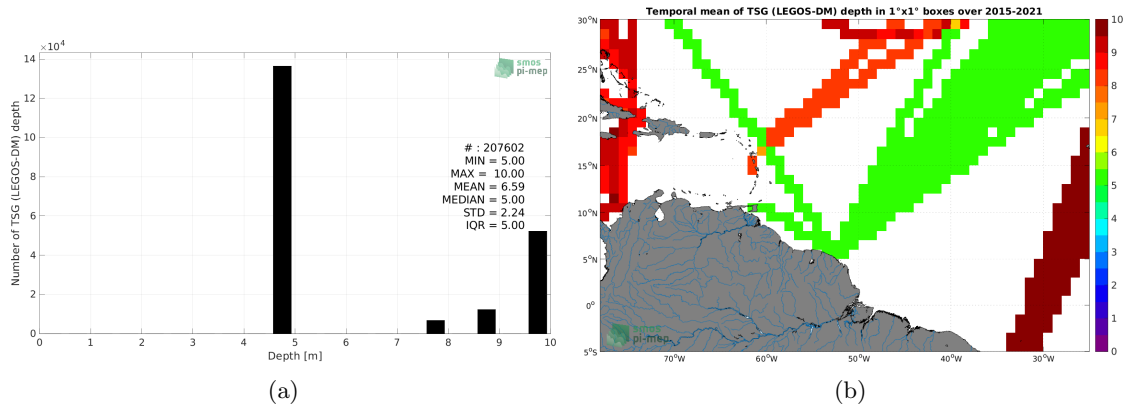 ×10⁴
14
12
10
8
6
4
2
0
Number of TSG (LEGOS-DM) depth
smos
pi-mep
# : 207602
MIN = 5.00
MAX = 10.00
MEAN = 6.59
MEDIAN = 5.00
STD = 2.24
IQR = 5.00
0 1 2 3 4 5 6 7 8 9 10
Depth [m]
(a)
Temporal mean of TSG (LEGOS-DM) depth in 1°x1° boxes over 2015-2021
30°N
25°N
20°N
15°N
10°N
5°N
0°
5°S
70°W 60°W 50°W 40°W 30°W
smos
pi-mep
10
9
8
7
6
5
4
3
2
1
0
(b)